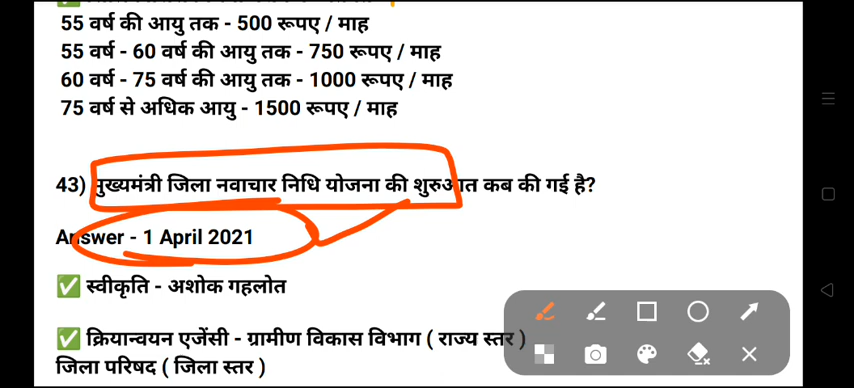 55 वर्ष की आयु तक - 500 रूपए / माह
55 वर्ष - 60 वर्ष की आयु तक - 750 रूपए / माह
60 वर्ष - 75 वर्ष की आयु तक - 1000 रूपए / माह
75 वर्ष से अधिक आयु - 1500 रूपए / माह
43) मुख्यमंत्री जिला नवाचार निधि योजना की शुरुआत कब की गई है?
Answer - 1 April 2021
✅ स्वीकृति - अशोक गहलोत
✅ क्रियान्वयन एजेंसी - ग्रामीण विकास विभाग ( राज्य स्तर )
जिला परिषद ( जिला स्तर )